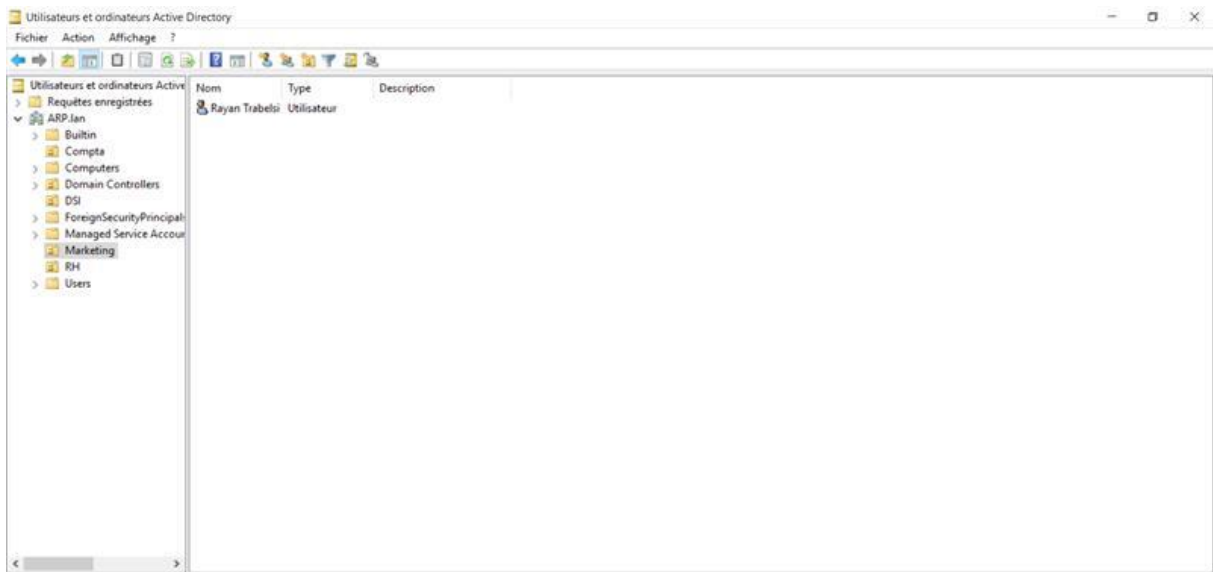 Utilisateurs et ordinateurs Active Directory
Fichier Action Affichage ?
Utilisateurs et ordinateurs Active
Requêtes enregistrées
ARP.lan
Builtin
Compta
Computers
Domain Controllers
DSI
ForeignSecurityPrincipals
Managed Service Accour
Marketing
RH
Users
Nom Type Description
Rayan Trabelsi Utilisateur